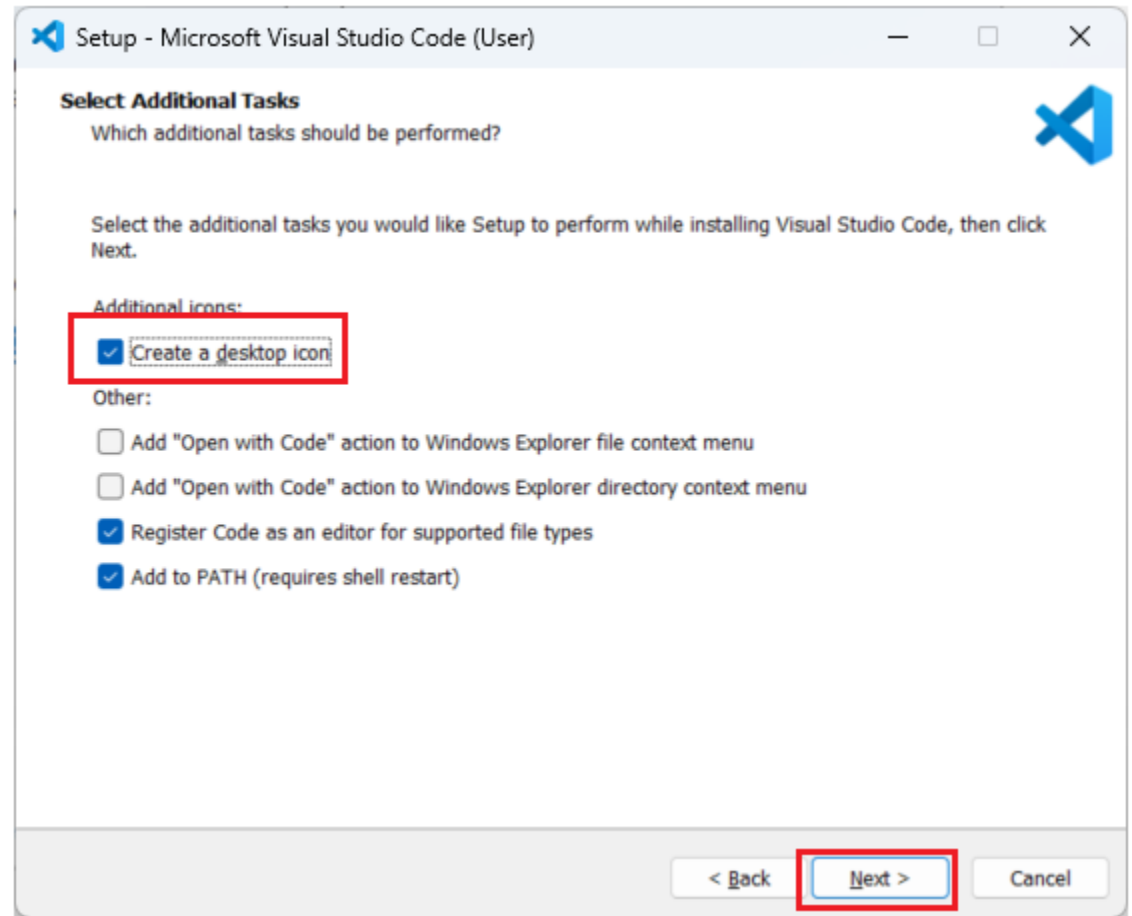 Setup - Microsoft Visual Studio Code (User)
Select Additional Tasks
Which additional tasks should be performed?
Select the additional tasks you would like Setup to perform while installing Visual Studio Code, then click
Next.
Additional icons:
Create a desktop icon
Other:
Add "Open with Code" action to Windows Explorer file context menu
Add "Open with Code" action to Windows Explorer directory context menu
Register Code as an editor for supported file types
Add to PATH (requires shell restart)
< Back Next > Cancel